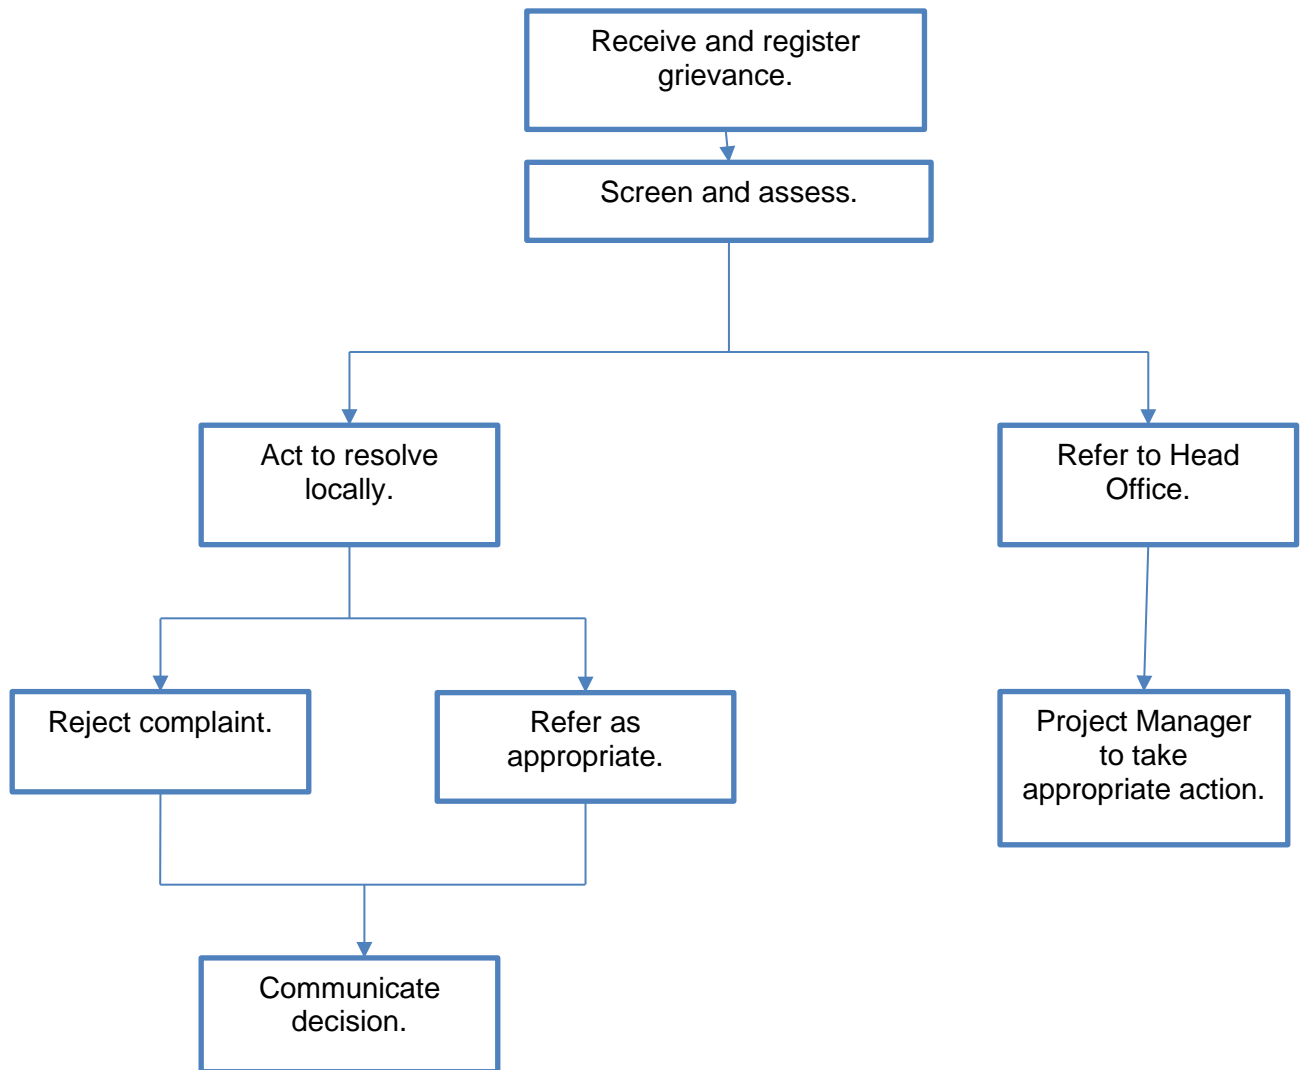 Receive and register
grievance.
Screen and assess.
Act to resolve
locally.
Refer to Head
Office.
Reject complaint.
Refer as
appropriate.
Project Manager
to take
appropriate action.
Communicate
decision.